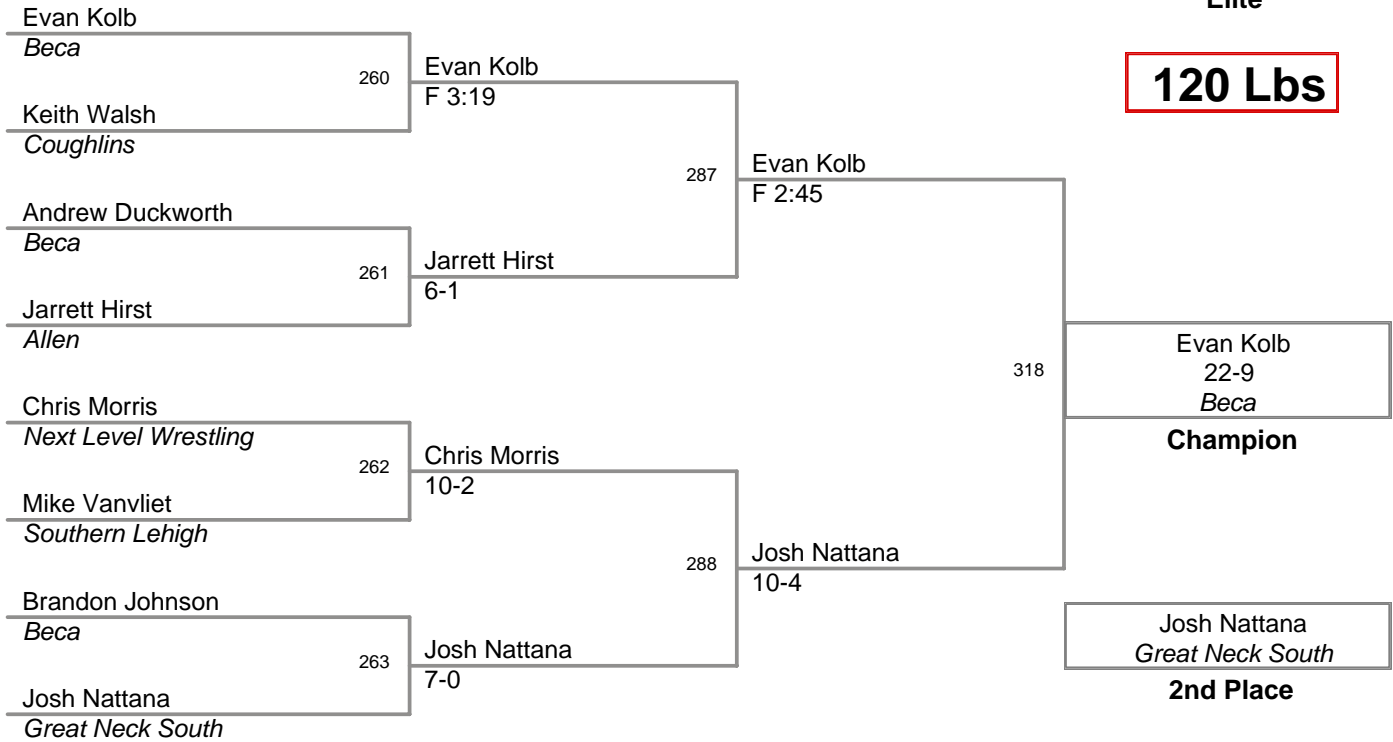 Elite
120 Lbs
Evan Kolb
Beca
260
Keith Walsh
Coughlins
Evan Kolb
F 3:19
Andrew Duckworth
Beca
261
Jarrett Hirst
Allen
Jarrett Hirst
6-1
287
Evan Kolb
F 2:45
Chris Morris
Next Level Wrestling
262
Mike Vanvliet
Southern Lehigh
Chris Morris
10-2
Brandon Johnson
Beca
263
Josh Nattana
Great Neck South
Josh Nattana
7-0
288
Josh Nattana
10-4
318
Evan Kolb
22-9
Beca
Champion
Josh Nattana
Great Neck South
2nd Place